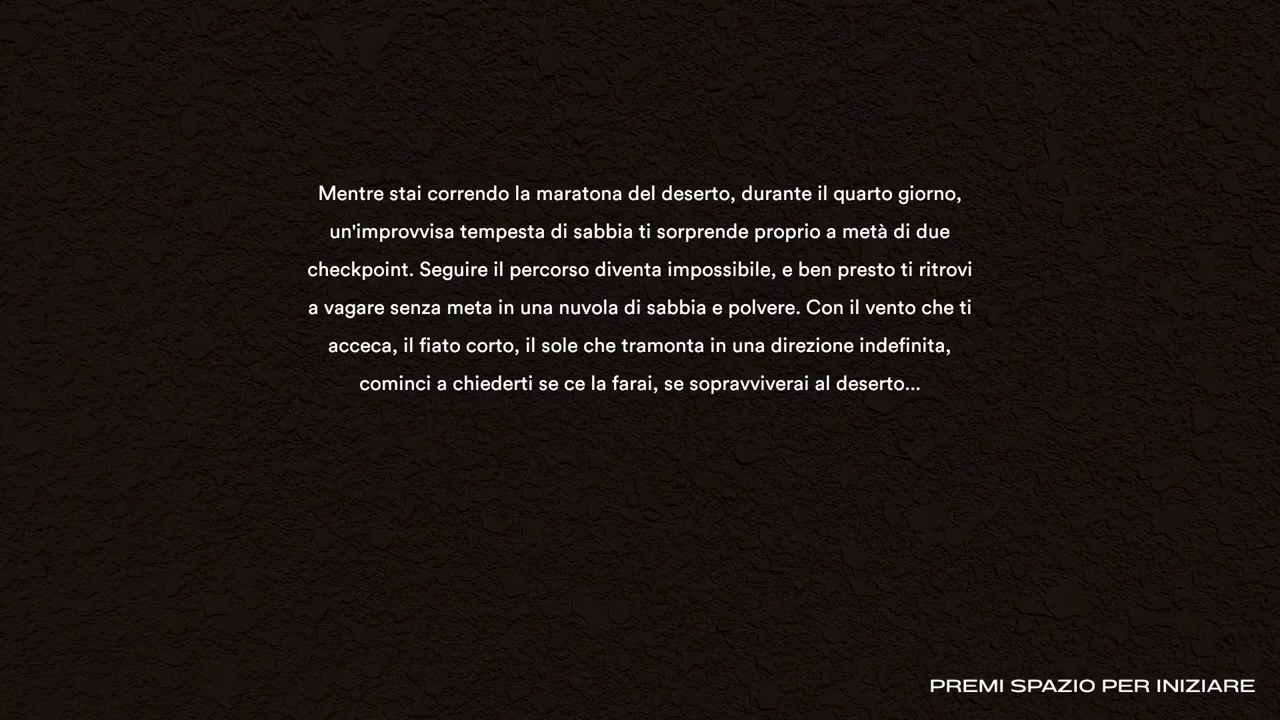 Mentre stai correndo la maratona del deserto, durante il quarto giorno,
un'improvvisa tempesta di sabbia ti sorprende proprio a metà di due
checkpoint. Seguire il percorso diventa impossibile, e ben presto ti ritrovi
a vagare senza meta in una nuvola di sabbia e polvere. Con il vento che ti
acceca, il fiato corto, il sole che tramonta in una direzione indefinita,
cominci a chiederti se ce la farai, se sopravviverai al deserto...
PREMI SPAZIO PER INIZIARE